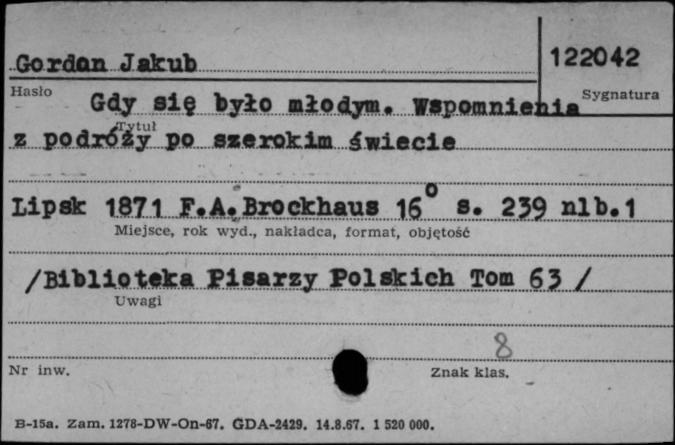 Gordon Jakub
122042
Hasło
Sygnatura
Gdy się było młodym. Wspomnienia
Tytuł
z podróży po szerokim świecie
Lipsk 1871 F.A.Brockhaus 16° s. 239 nlb.1
Miejsce, rok wyd., nakładca, format, objętość
/Biblioteka Pisarzy Polskich Tom 63 /
Uwagi
8
Nr inw.
Znak klas.
B-15a. Zam. 1278-DW-On-67. GDA-2429. 14.8.67. 1 520 000.